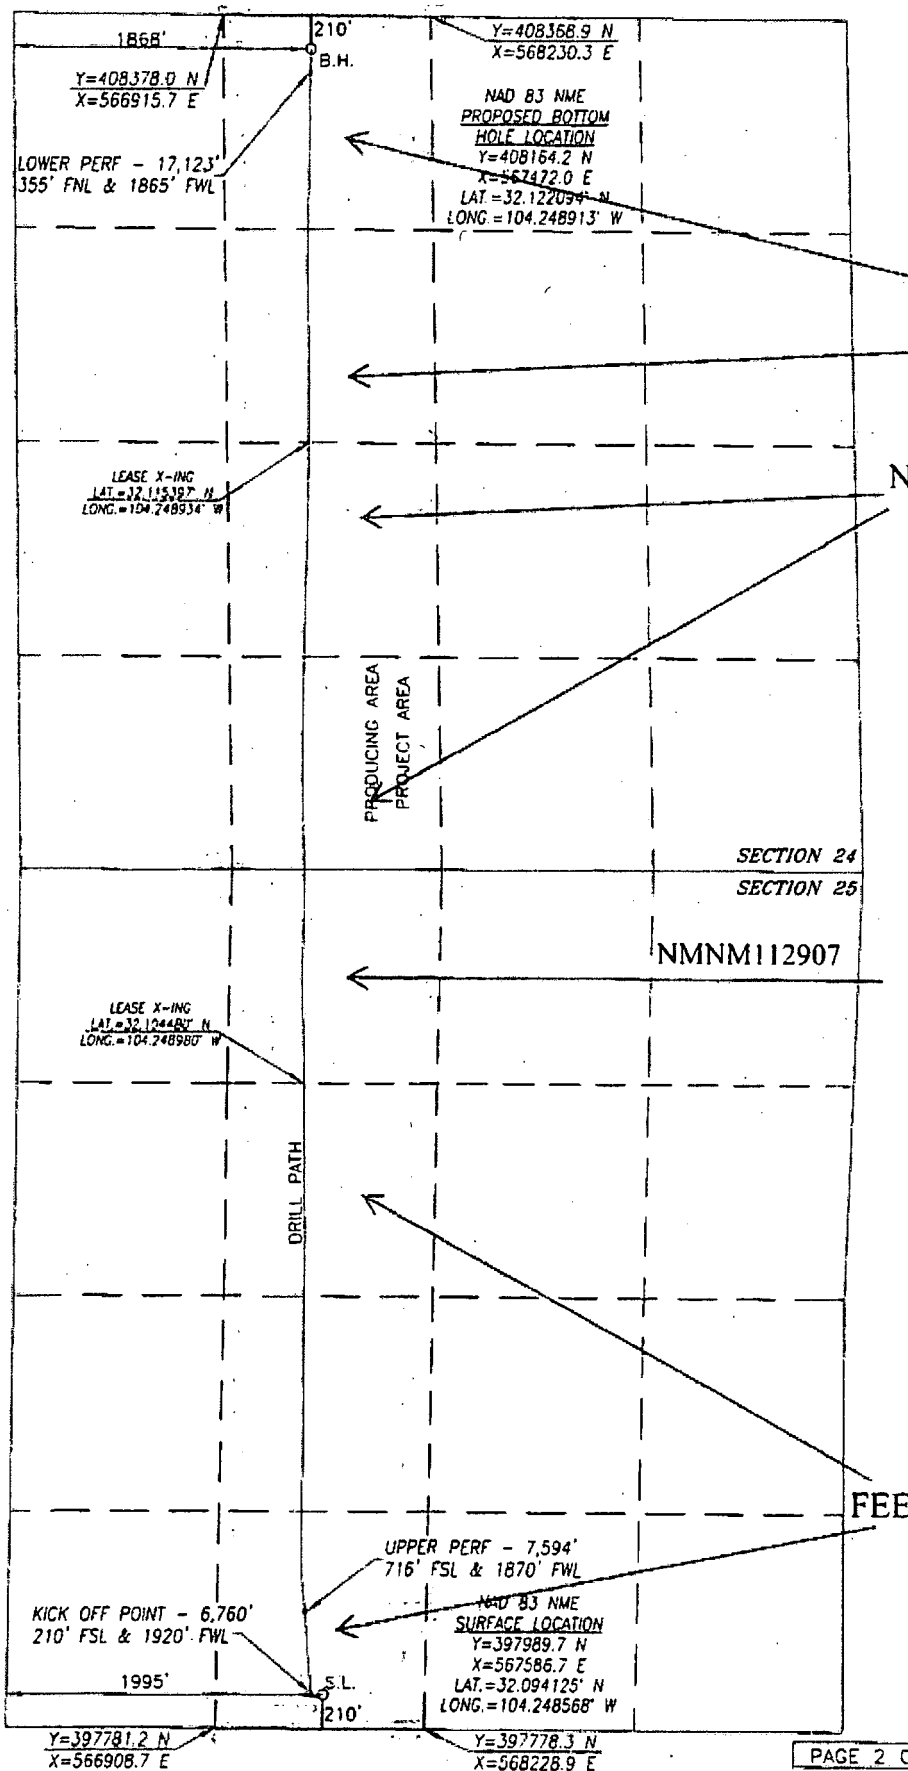 210'
1868'
B.H.
Y=408378.0 N
X=566915.7 E
Y=408368.9 N
X=568230.3 E
NAD 83 NME
PROPOSED BOTTOM
HOLE LOCATION
Y=408164.2 N
X=567472.0 E
LAT.=32.122094° N
LONG.=104.248913° W
LOWER PERF - 17,123'
355' FNL & 1865' FWL
LEASE X-ING
LAT.=32.115397° N
LONG.=104.248934° W
N
PRODUCING AREA
PROJECT AREA
SECTION 24
SECTION 25
NMNM112907
LEASE X-ING
LONG.=104.248980° W
DRILL PATH
FEE
UPPER PERF - 7,594'
716' FSL & 1870' FWL
KICK OFF POINT - 6,760'
210' FSL & 1920' FWL
NAD 83 NME
SURFACE LOCATION
Y=397989.7 N
X=567586.7 E
LAT.=32.094125° N
LONG.=104.248568° W
1995'
S.L.
210'
Y=397781.2 N
X=566908.7 E
Y=397778.3 N
X=568228.9 E
PAGE 2